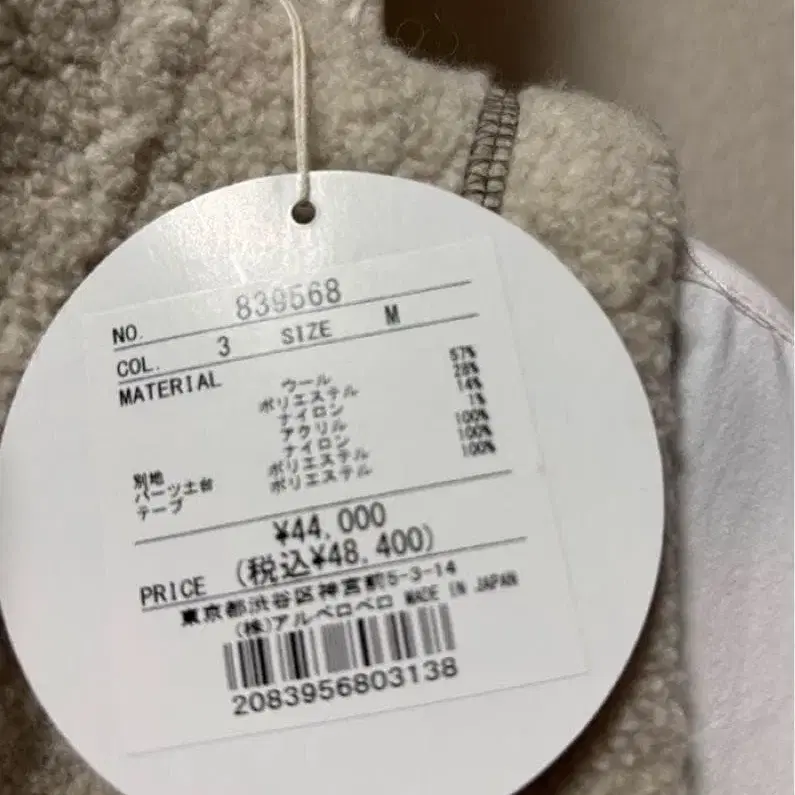 NO. 839568
COL. 3 SIZE M
MATERIAL ウール 57%
ポリエステル 28%
ナイロン 14%
アクリル 1%
別地 ナイロン 100%
パーツ土台 ポリエステル 100%
テープ ポリエステル 100%
¥44,000
PRICE (税込¥48,400)
東京都渋谷区神宮前5-3-14
(株)アルペロペロ MADE IN JAPAN
2083956803138